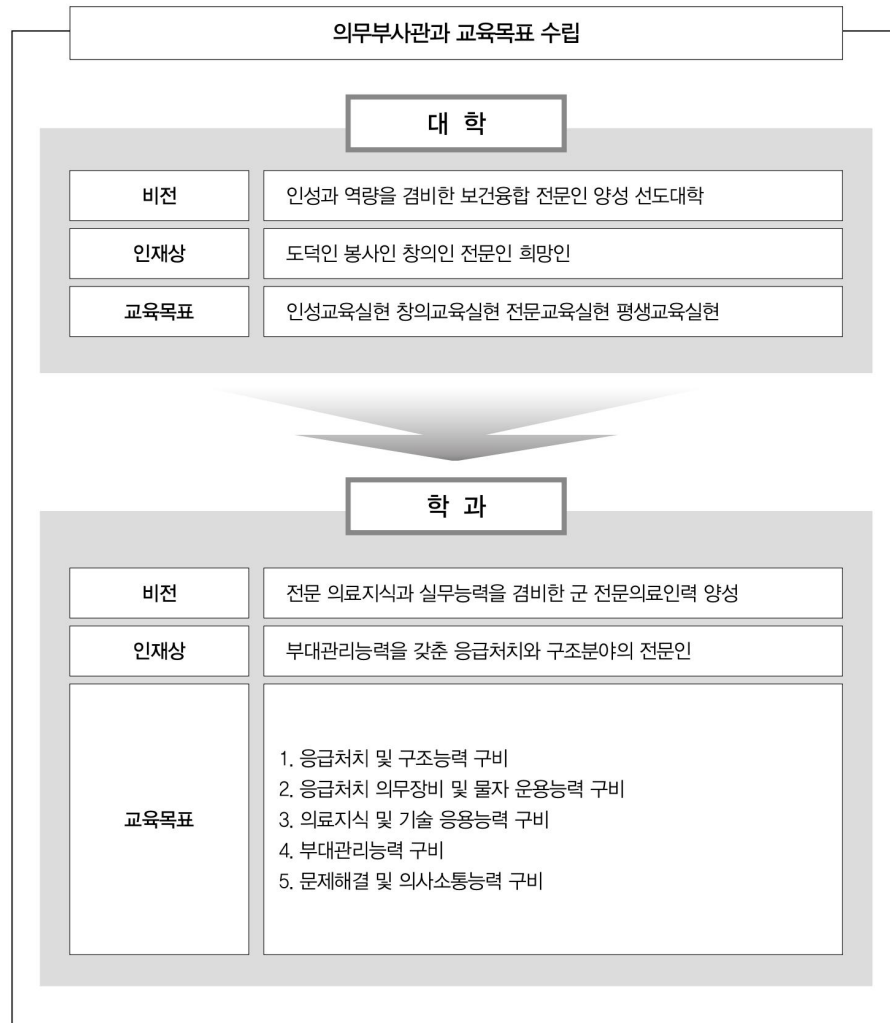 의무부사관과 교육목표 수립
대 학
비전
인성과 역량을 겸비한 보건융합 전문인 양성 선도대학
인재상
도덕인 봉사인 창의인 전문인 희망인
교육목표
인성교육실현 창의교육실현 전문교육실현 평생교육실현
학 과
비전
전문 의료지식과 실무능력을 겸비한 군 전문의료인력 양성
인재상
부대관리능력을 갖춘 응급처치와 구조분야의 전문인
교육목표
1. 응급처치 및 구조능력 구비
2. 응급처치 의무장비 및 물자 운용능력 구비
3. 의료지식 및 기술 응용능력 구비
4. 부대관리능력 구비
5. 문제해결 및 의사소통능력 구비